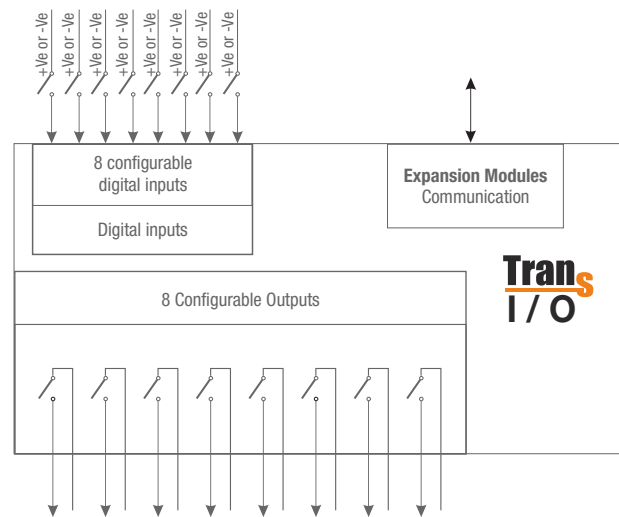 +Ve or -Ve
+Ve or -Ve
+Ve or -Ve
+Ve or -Ve
+Ve or -Ve
+Ve or -Ve
+Ve or -Ve
+Ve or -Ve
8 configurable
digital inputs
Digital inputs
Expansion Modules
Communication
Trans
I / O
8 Configurable Outputs